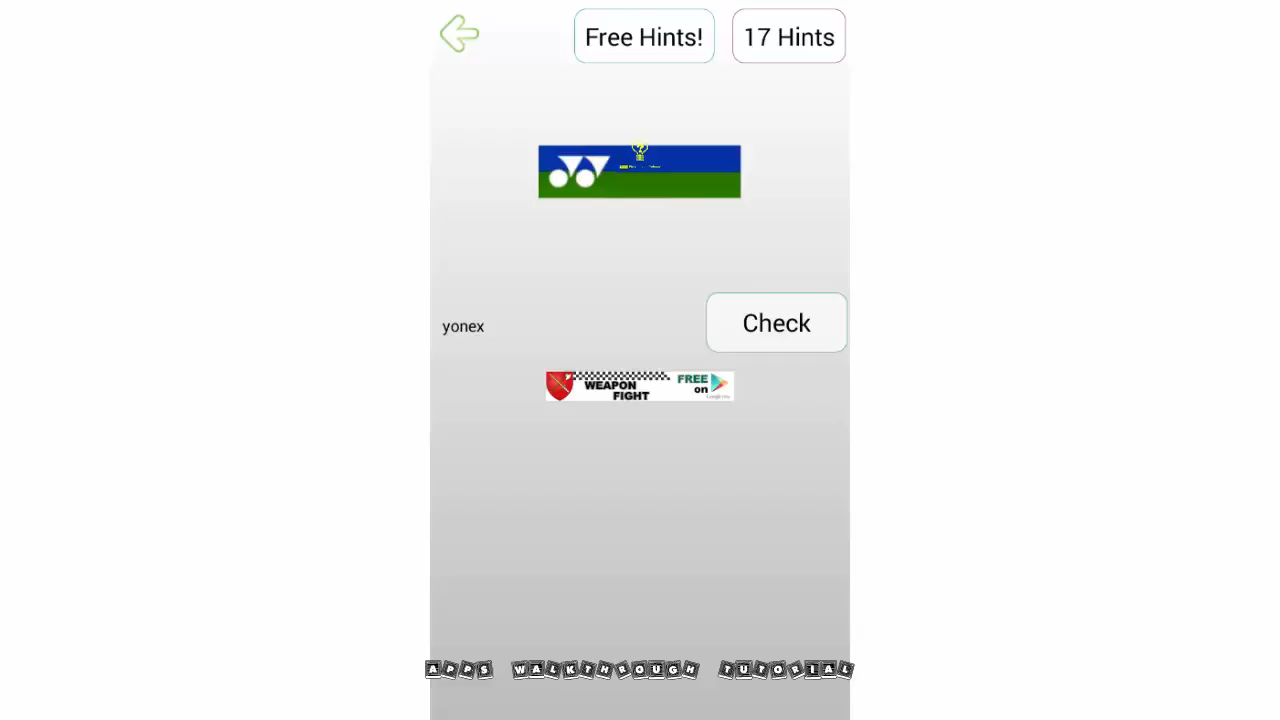 Free Hints! 17 Hints
yonex
Check
WEAPON
FIGHT
FREE
on
APPS WALKTHROUGH TUTORIAL